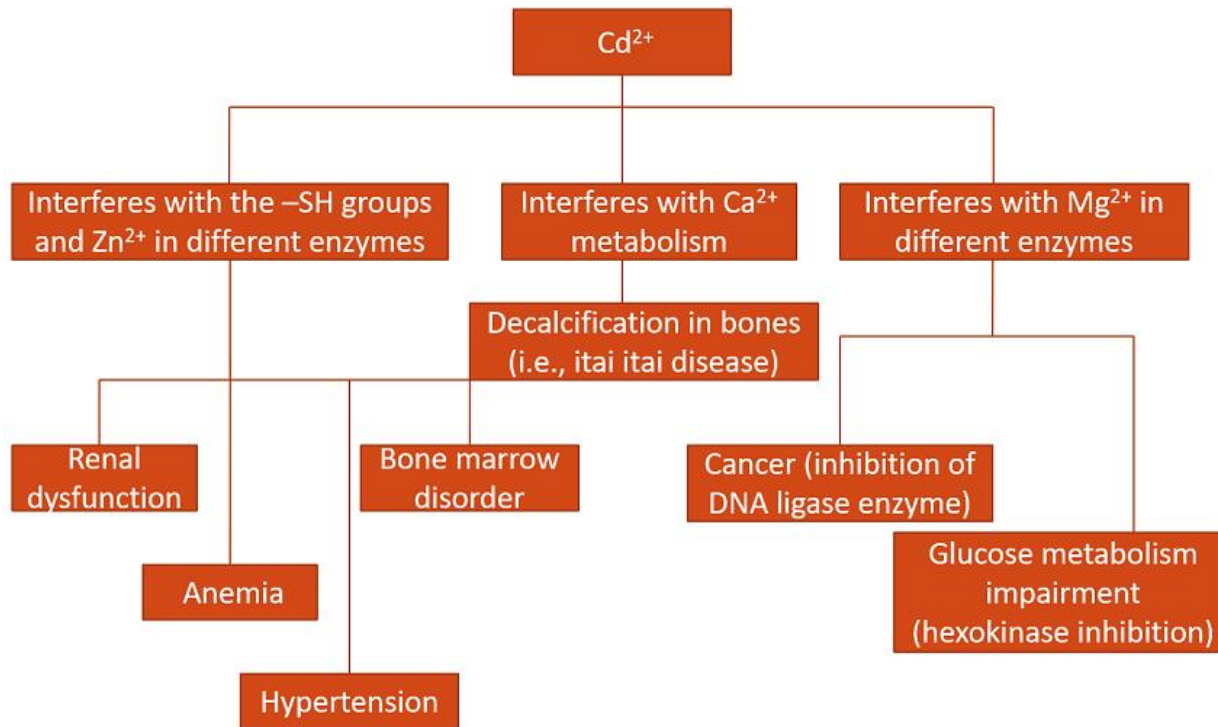 Cd²⁺
Interferes with the –SH groups
and Zn²⁺ in different enzymes
Interferes with Ca²⁺
metabolism
Interferes with Mg²⁺ in
different enzymes
Decalcification in bones
(i.e., itai itai disease)
Renal
dysfunction
Bone marrow
disorder
Cancer (inhibition of
DNA ligase enzyme)
Anemia
Glucose metabolism
impairment
(hexokinase inhibition)
Hypertension